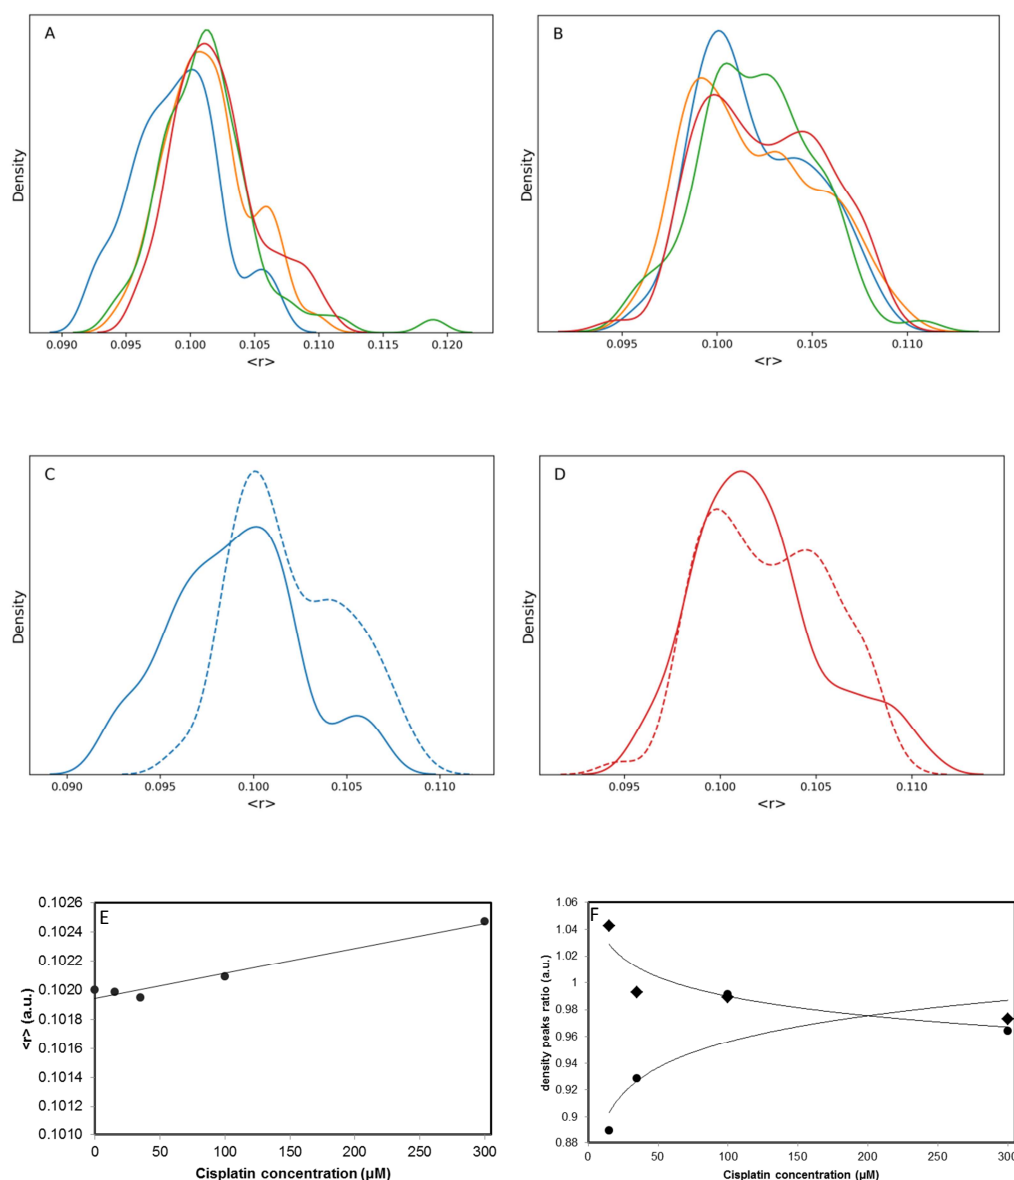 A
Density
0.090 0.095 0.100 0.105 0.110 0.115 0.120
<r>
B
Density
0.095 0.100 0.105 0.110
<r>
C
Density
0.090 0.095 0.100 0.105 0.110
<r>
D
Density
0.095 0.100 0.105 0.110
<r>
E
<r> (a.u.)
0.1026
0.1024
0.1022
0.1020
0.1018
0.1016
0.1014
0.1012
0.1010
0 50 100 150 200 250 300
Cisplatin concentration (µM)
F
density peaks ratio (a.u.)
1.06
1.04
1.02
1
0.98
0.96
0.94
0.92
0.9
0.88
0 50 100 150 200 250 300
Cisplatin concentration (µM)